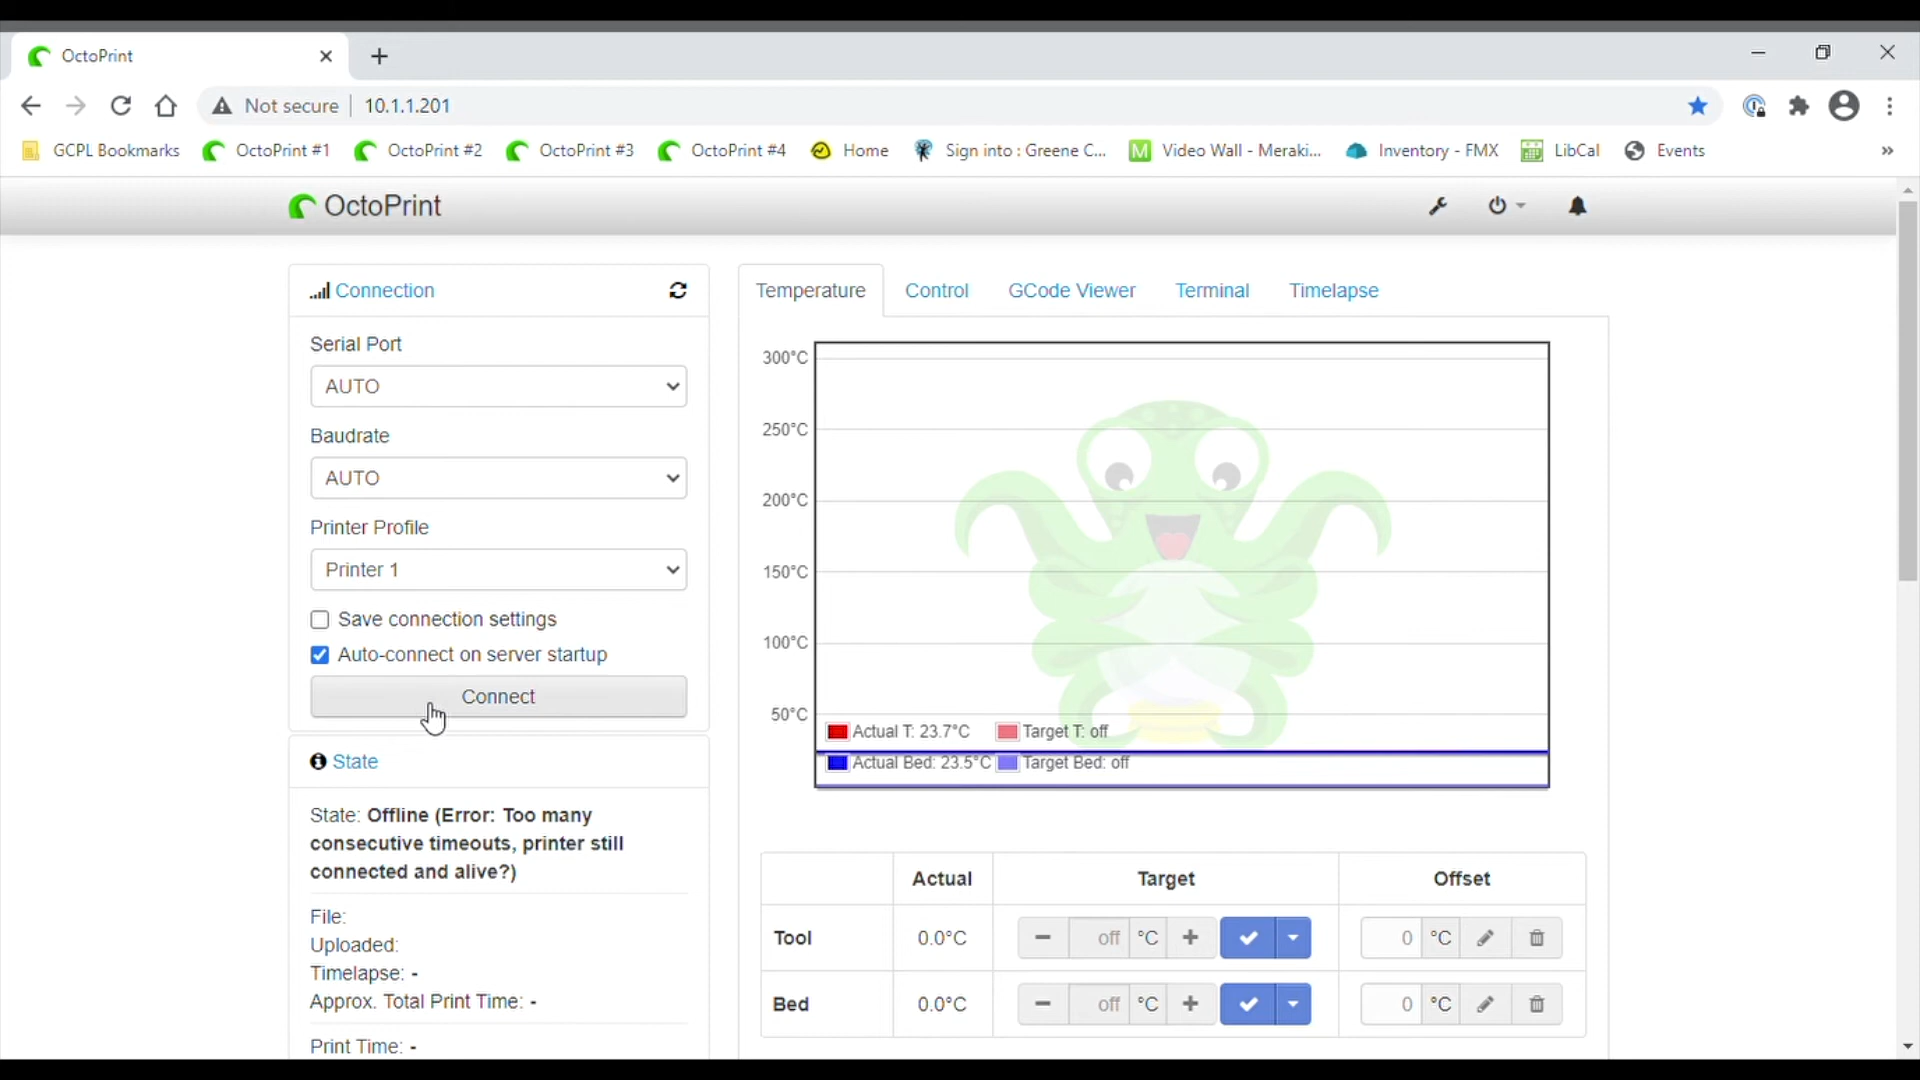 OctoPrint
Not secure 10.1.1.201
GCPL Bookmarks OctoPrint #1 OctoPrint #2 OctoPrint #3 OctoPrint #4 Home Sign into : Greene C... M Video Wall - Meraki... Inventory - FMX LibCal Events »
OctoPrint
Connection
Serial Port
AUTO
Baudrate
AUTO
Printer Profile
Printer 1
Save connection settings
Auto-connect on server startup
Connect
State
State: Offline (Error: Too many
consecutive timeouts, printer still
connected and alive?)
File:
Uploaded:
Timelapse: -
Approx. Total Print Time: -
Print Time: -
Temperature Control GCode Viewer Terminal Timelapse
300°C
250°C
200°C
150°C
100°C
50°C
Actual T: 23.7°C Target T: off
Actual Bed: 23.5°C Target Bed: off
Actual Target Offset
Tool 0.0°C off °C 0 °C
Bed 0.0°C off °C 0 °C